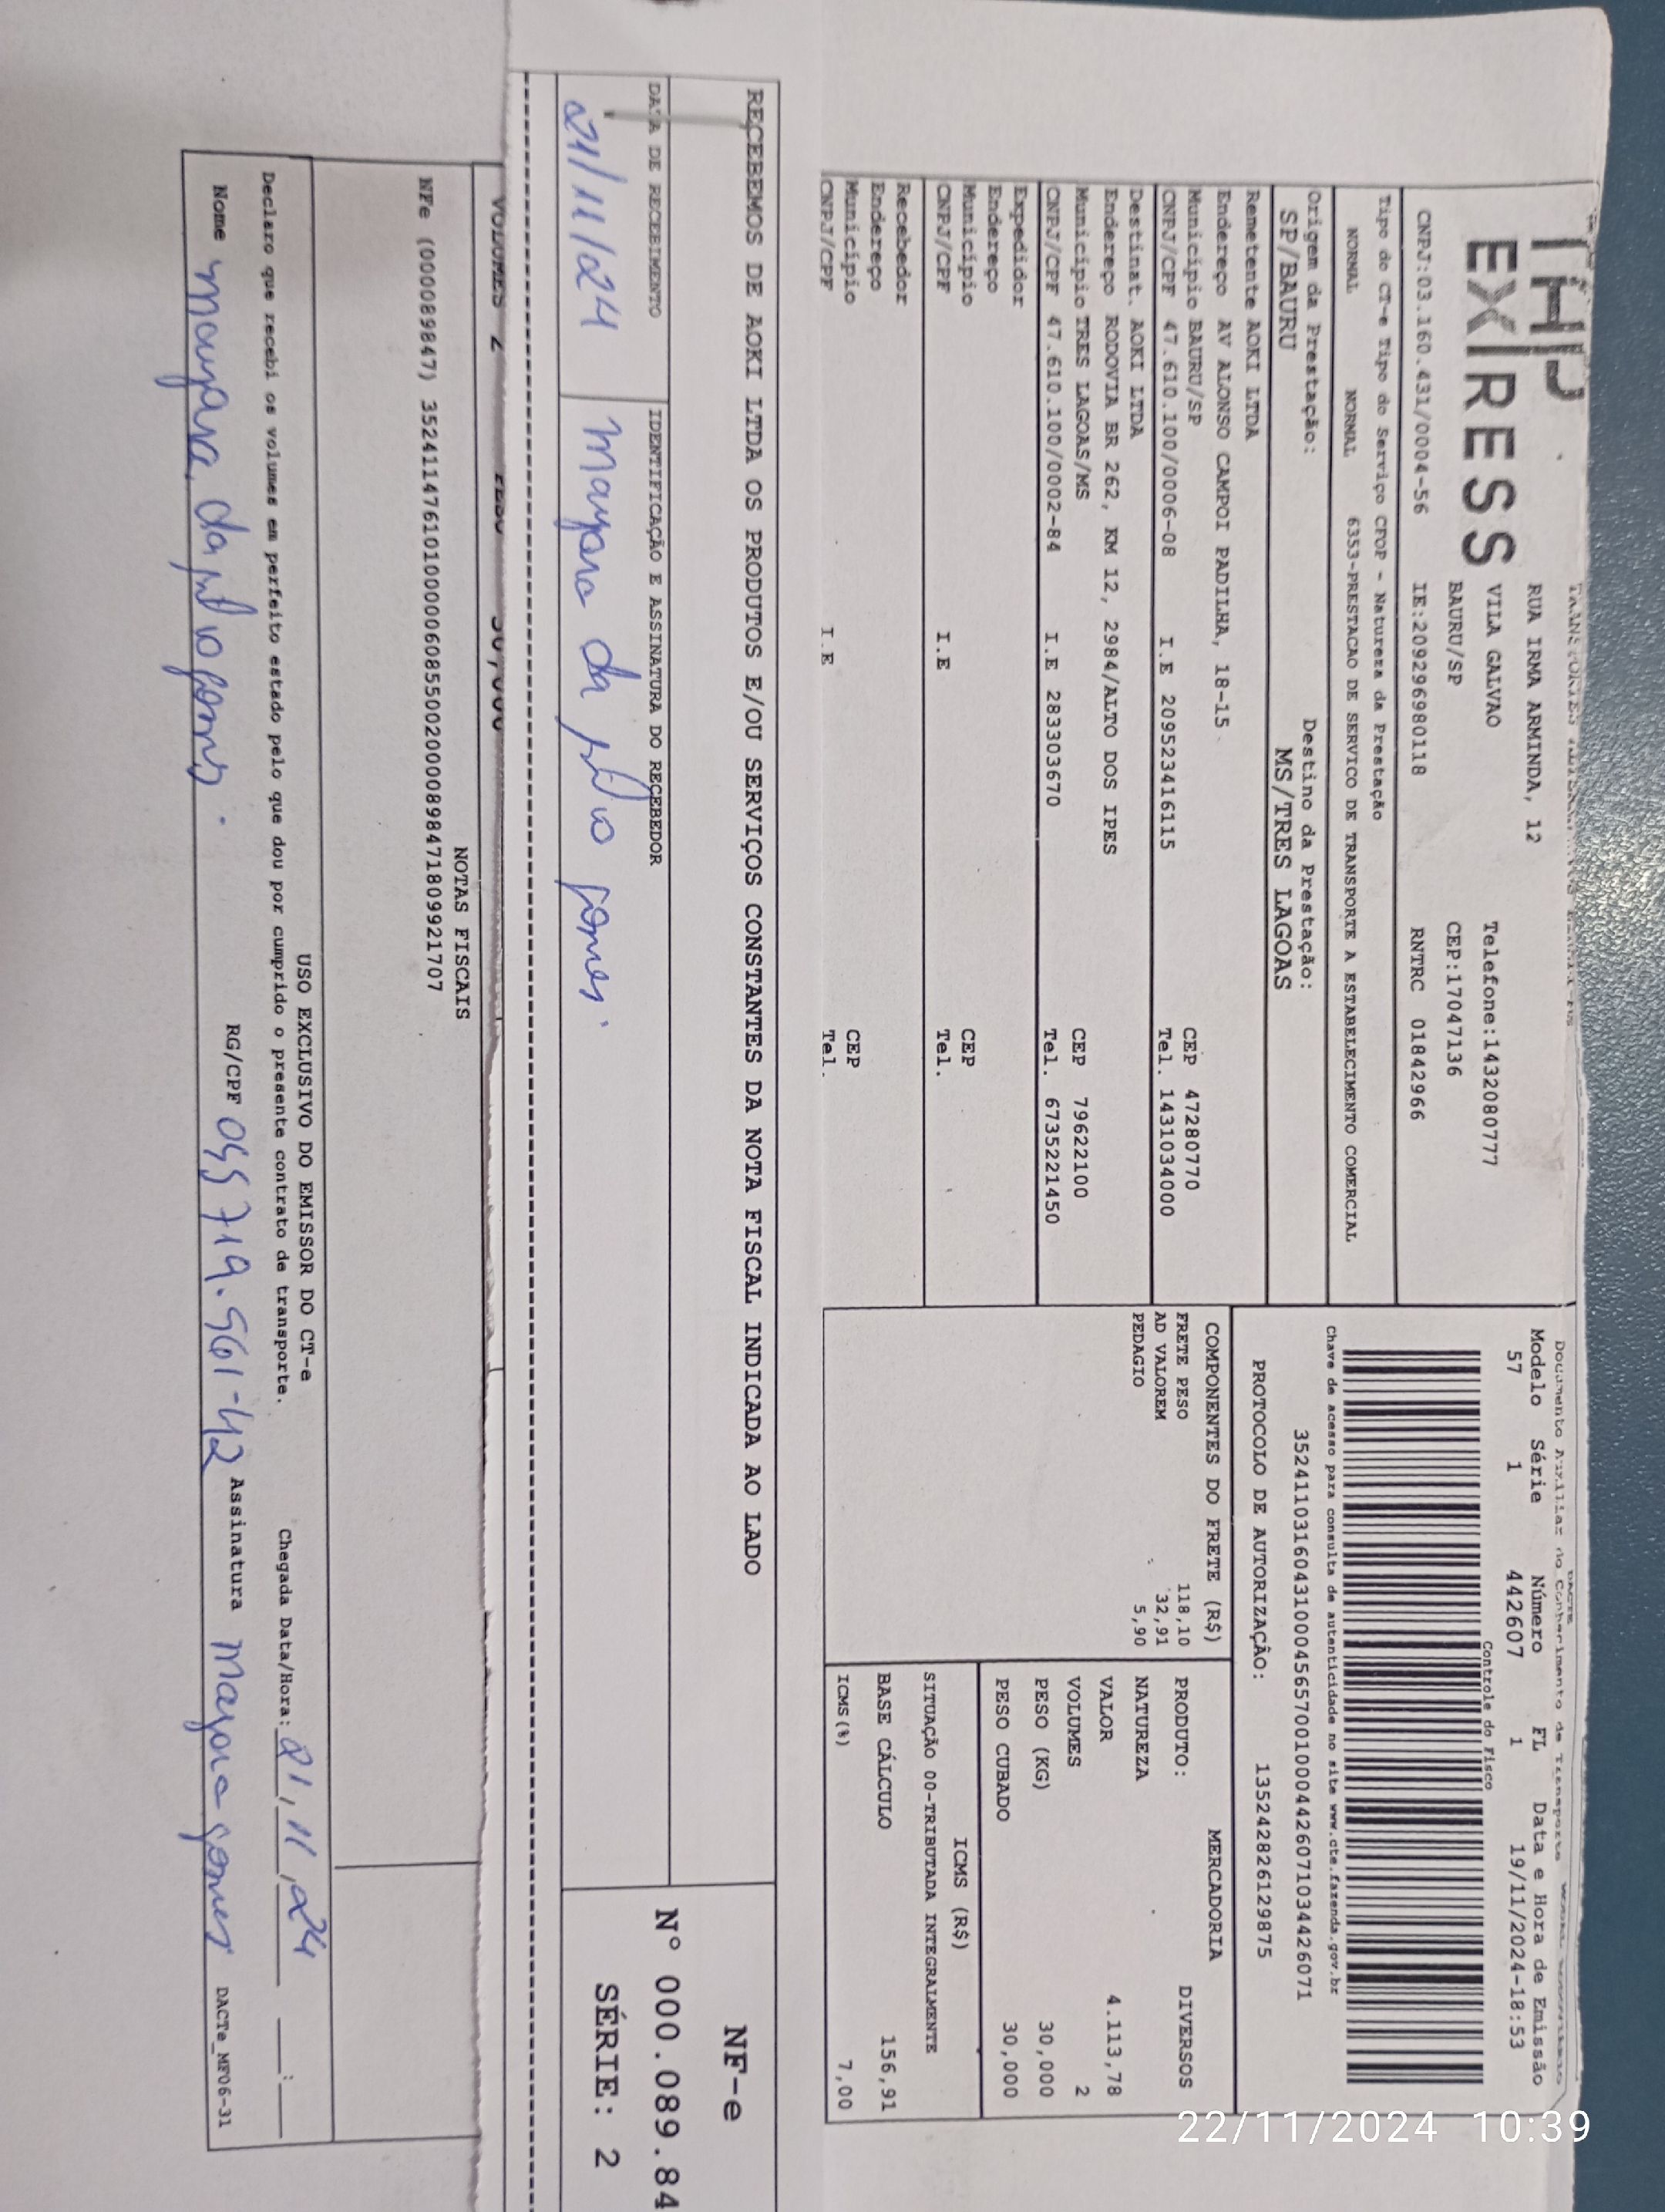 THP
EXPRESS
RUA IRMA ARMINDA, 12
VILA GALVAO
BAURU/SP
Telefone:1432080777
CEP:17047136
CNPJ:03.160.431/0004-56 IE:209296980118 RNTRC 01842966
Tipo do CT-e Tipo do Serviço CFOP - Natureza da Prestação
NORMAL NORMAL 6353-PRESTACAO DE SERVICO DE TRANSPORTE A ESTABELECIMENTO COMERCIAL
Origem da Prestação: Destino da Prestação:
SP/BAURU MS/TRES LAGOAS
Remetente AOKI LTDA
Endereço AV ALONSO CAMPOI PADILHA, 18-15
Município BAURU/SP CEP 47280770
CNPJ/CPF 47.610.100/0006-08 I.E 209523416115 Tel. 1431034000
Destinat. AOKI LTDA
Endereço RODOVIA BR 262, KM 12, 2984/ALTO DOS IPES
Município TRES LAGOAS/MS CEP 79622100
CNPJ/CPF 47.610.100/0002-84 I.E 283303670 Tel. 6735221450
Expedidor
Endereço
Município CEP
CNPJ/CPF I.E Tel.
Recebedor
Endereço
Município CEP
CNPJ/CPF I.E Tel.
DACTE
Documento Auxiliar do Conhecimento de Transporte
Modelo Série Número FL Data e Hora de Emissão
57 1 442607 1 19/11/2024-18:53
Controle do Fisco
Chave de acesso para consulta de autenticidade no site www.cte.fazenda.gov.br
35241103160431000456570010004426071034426071
PROTOCOLO DE AUTORIZAÇÃO: 135242826129875
COMPONENTES DO FRETE (R$)
FRETE PESO 118,10
AD VALOREM 32,91
PEDAGIO 5,90
MERCADORIA
PRODUTO: DIVERSOS
NATUREZA
VALOR 4.113,78
VOLUMES 2
PESO (KG) 30,000
PESO CUBADO 30,000
ICMS (R$)
SITUAÇÃO 00-TRIBUTADA INTEGRALMENTE
BASE CÁLCULO 156,91
ICMS(%) 7,00
RECEBEMOS DE AOKI LTDA OS PRODUTOS E/OU SERVIÇOS CONSTANTES DA NOTA FISCAL INDICADA AO LADO
DATA DE RECEBIMENTO IDENTIFICAÇÃO E ASSINATURA DO RECEBEDOR
21/11/24 Mayara da Gomes
NF-e
Nº 000.089.84
SÉRIE: 2
VOLUMES 2
NOTAS FISCAIS
NFe (000089847) 35241147610100000608550020000898471809921707
USO EXCLUSIVO DO EMISSOR DO CT-e
Declaro que recebi os volumes em perfeito estado pelo que dou por cumprido o presente contrato de transporte. Chegada Data/Hora: 21, 11, 24 __:__
Nome Mayara da Gomes RG/CPF Assinatura Mayara Gomes DACTe_MF06-31
22/11/2024 10:39